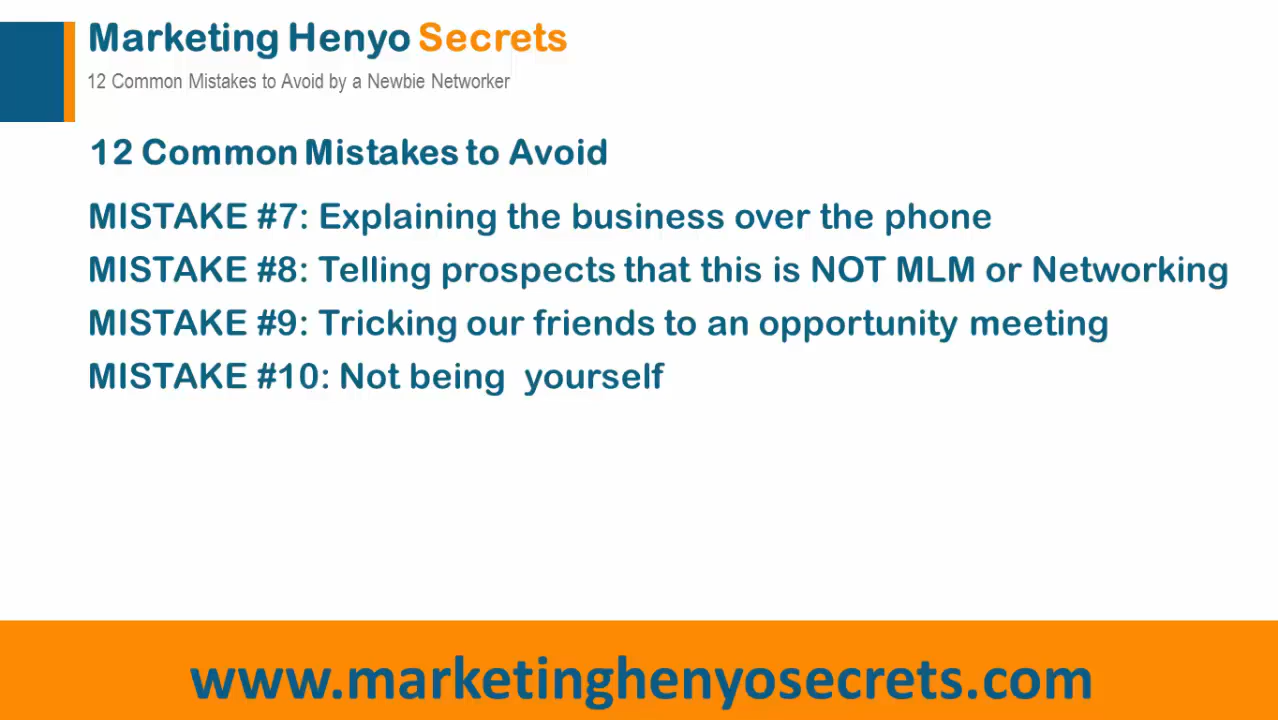 Marketing Henyo Secrets
12 Common Mistakes to Avoid by a Newbie Networker
12 Common Mistakes to Avoid
MISTAKE #7: Explaining the business over the phone
MISTAKE #8: Telling prospects that this is NOT MLM or Networking
MISTAKE #9: Tricking our friends to an opportunity meeting
MISTAKE #10: Not being yourself
www.marketinghenyosecrets.com